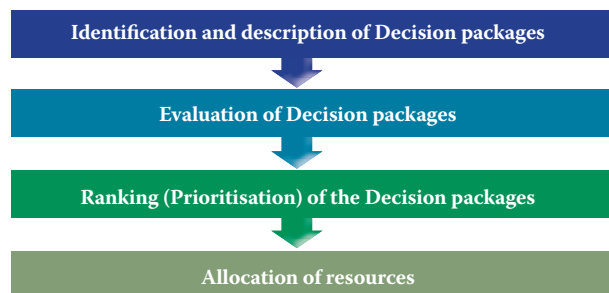 Identification and description of Decision packages
Evaluation of Decision packages
Ranking (Prioritisation) of the Decision packages
Allocation of resources